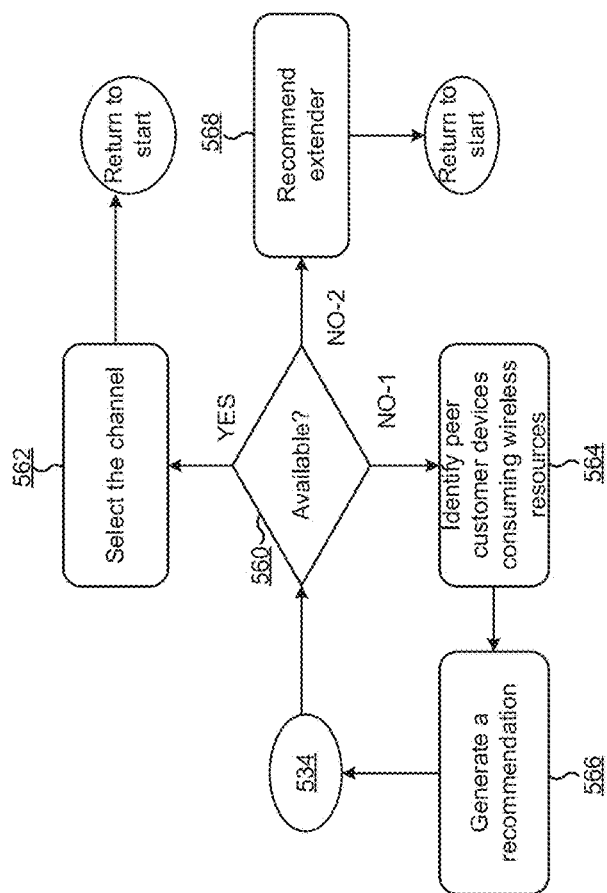 562
Select the channel
Return to
start
YES
534
560
Available?
NO-2
568
Recommend
extender
NO-1
Return to
start
566
Generate a
recommendation
564
Identify peer
customer devices
consuming wireless
resources